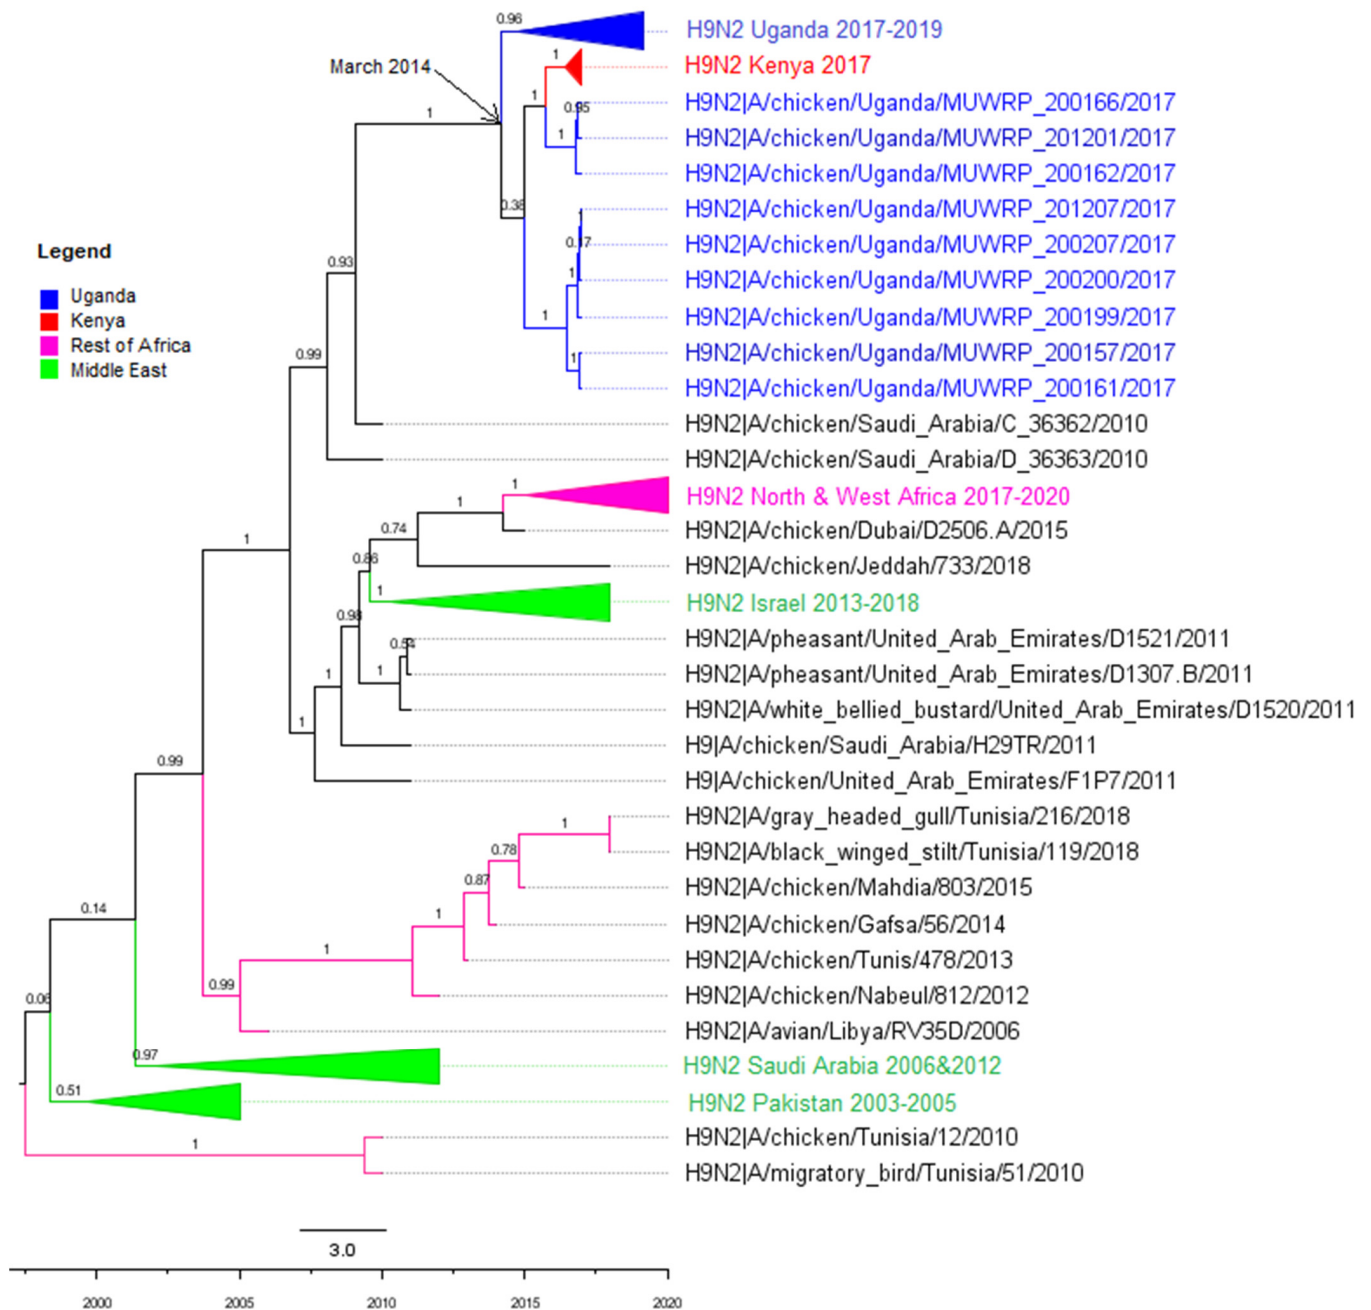 0.96
H9N2 Uganda 2017-2019
March 2014
1
H9N2 Kenya 2017
1
0.95
H9N2|A/chicken/Uganda/MUWRP_200166/2017
1
1
H9N2|A/chicken/Uganda/MUWRP_201201/2017
H9N2|A/chicken/Uganda/MUWRP_200162/2017
0.38
H9N2|A/chicken/Uganda/MUWRP_201207/2017
H9N2|A/chicken/Uganda/MUWRP_200207/2017
1
H9N2|A/chicken/Uganda/MUWRP_200200/2017
1
H9N2|A/chicken/Uganda/MUWRP_200199/2017
1
H9N2|A/chicken/Uganda/MUWRP_200157/2017
H9N2|A/chicken/Uganda/MUWRP_200161/2017
Legend
Uganda
Kenya
Rest of Africa
Middle East
0.93
0.99
H9N2|A/chicken/Saudi_Arabia/C_36362/2010
H9N2|A/chicken/Saudi_Arabia/D_36363/2010
1
H9N2 North & West Africa 2017-2020
1
0.74
H9N2|A/chicken/Dubai/D2506.A/2015
1
0.86
H9N2|A/chicken/Jeddah/733/2018
1
H9N2 Israel 2013-2018
0.98
0.54
H9N2|A/pheasant/United_Arab_Emirates/D1521/2011
1
1
H9N2|A/pheasant/United_Arab_Emirates/D1307.B/2011
H9N2|A/white_bellied_bustard/United_Arab_Emirates/D1520/2011
1
H9|A/chicken/Saudi_Arabia/H29TR/2011
0.99
H9|A/chicken/United_Arab_Emirates/F1P7/2011
1
H9N2|A/gray_headed_gull/Tunisia/216/2018
0.78
H9N2|A/black_winged_stilt/Tunisia/119/2018
0.87
H9N2|A/chicken/Mahdia/803/2015
0.14
1
H9N2|A/chicken/Gafsa/56/2014
1
H9N2|A/chicken/Tunis/478/2013
0.99
H9N2|A/chicken/Nabeul/812/2012
0.06
H9N2|A/avian/Libya/RV35D/2006
0.97
H9N2 Saudi Arabia 2006&2012
0.51
H9N2 Pakistan 2003-2005
1
H9N2|A/chicken/Tunisia/12/2010
H9N2|A/migratory_bird/Tunisia/51/2010
3.0
2000 2005 2010 2015 2020